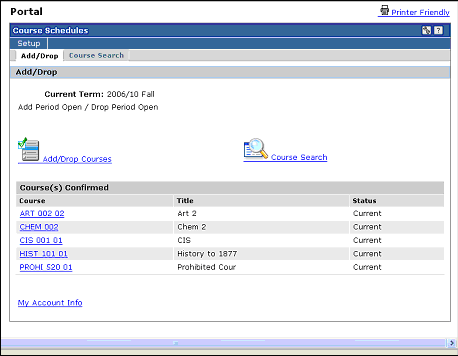 Portal
Printer Friendly
Course Schedules
?
Setup
Add/Drop Course Search
Add/Drop
Current Term: 2006/10 Fall
Add Period Open / Drop Period Open
Add/Drop Courses
Course Search
Course(s) Confirmed
Course Title Status
ART 002 02 Art 2 Current
CHEM 002 Chem 2 Current
CIS 001 01 CIS Current
HIST 101 01 History to 1877 Current
PROHI 520 01 Prohibited Cour Current
My Account Info